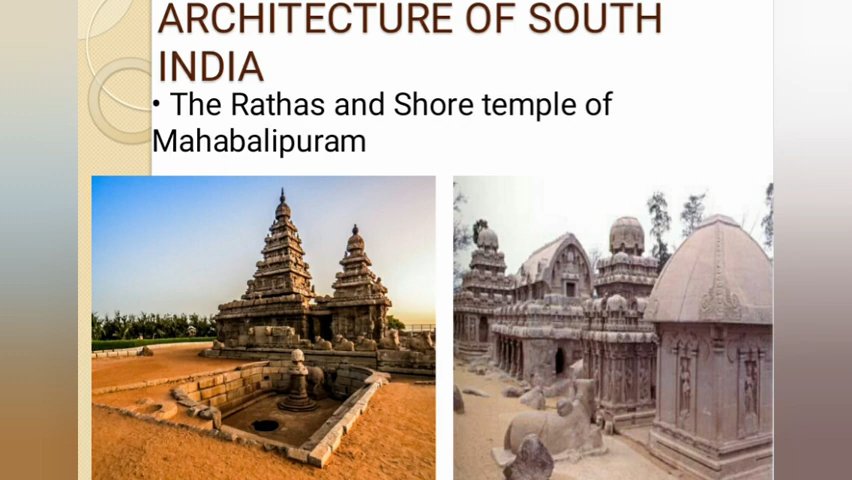 ARCHITECTURE OF SOUTH
INDIA
• The Rathas and Shore temple of
Mahabalipuram